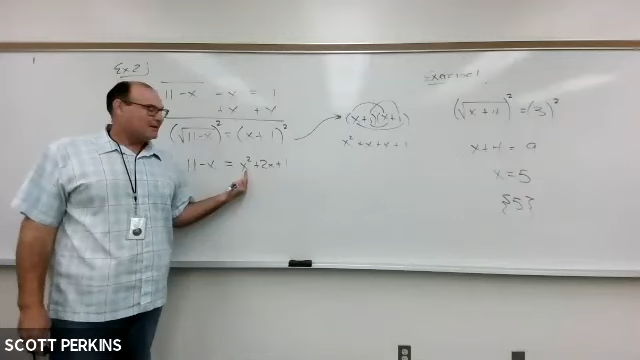 Ex 2)
√11-x - x = 1
+x +x
(√11-x)² = (x+1)²
11-x = x²+2x+1
(x+1)(x+1)
x²+x+x+1
Exercise 1
(√x+4)² = (3)²
x+4 = 9
x = 5
{5}
SCOTT PERKINS